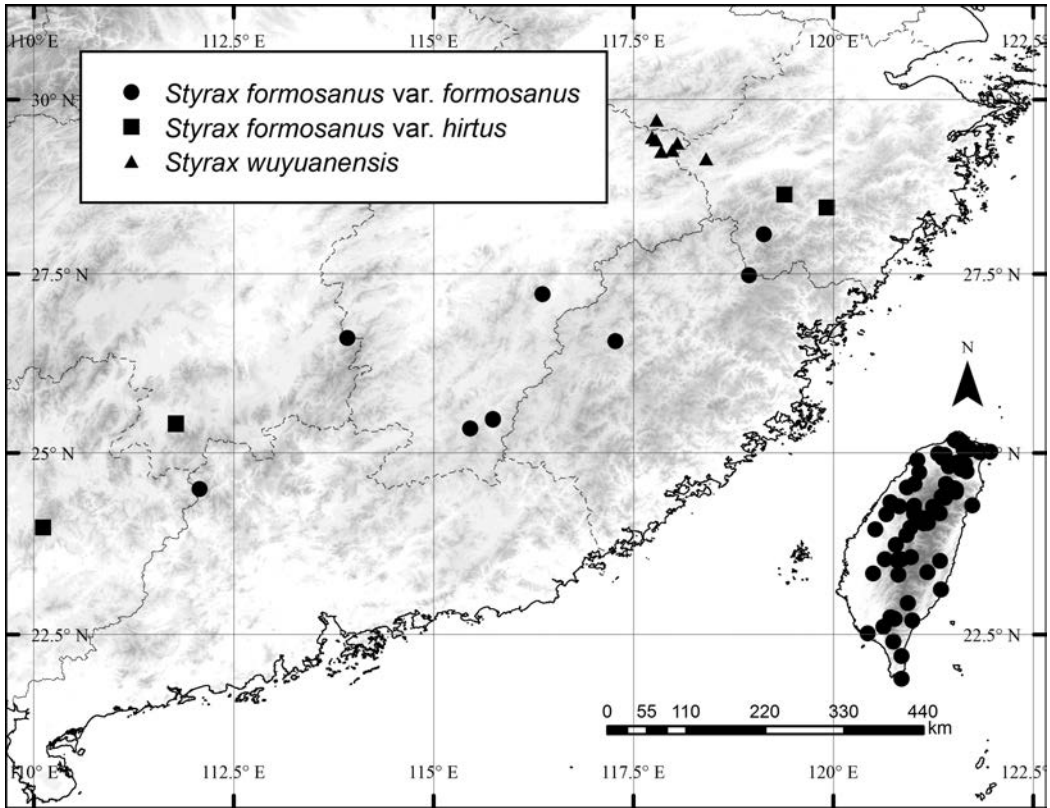 110° E 112.5° E 115° E 117.5° E 120° E 122.5° E
Styrax formosanus var. formosanus
Styrax formosanus var. hirtus
Styrax wuyuanensis
30° N 30° N
27.5° N 27.5° N
N
25° N 25° N
22.5° N 22.5° N
0 55 110 220 330 440
km
110° E 112.5° E 115° E 117.5° E 120° E 122.5° E